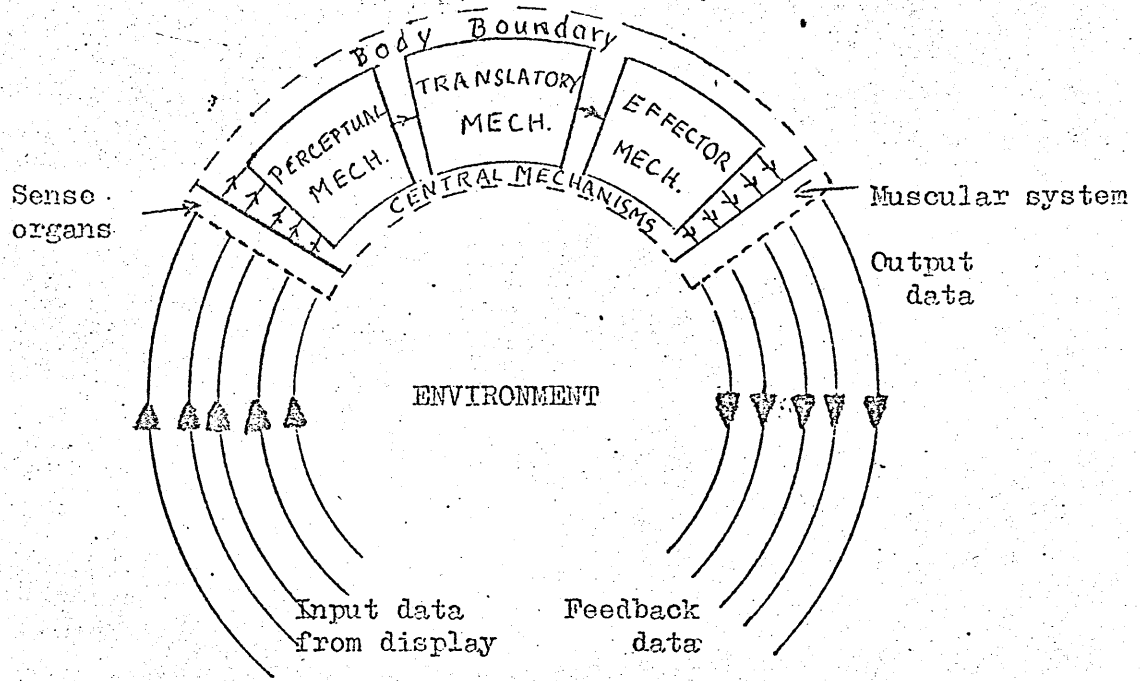 Body Boundary
TRANSLATORY
MECH.
PERCEPTUAL
MECH.
EFFECTOR
MECH.
CENTRAL MECHANISMS
Sense
organs
Muscular system
Output
data
ENVIRONMENT
Input data
from display
Feedback
data